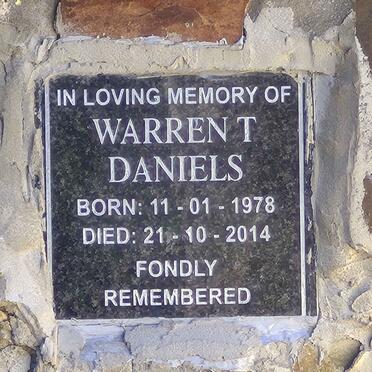 IN LOVING MEMORY OF
WARREN T
DANIELS
BORN: 11 - 01 - 1978
DIED: 21 - 10 - 2014
FONDLY
REMEMBERED